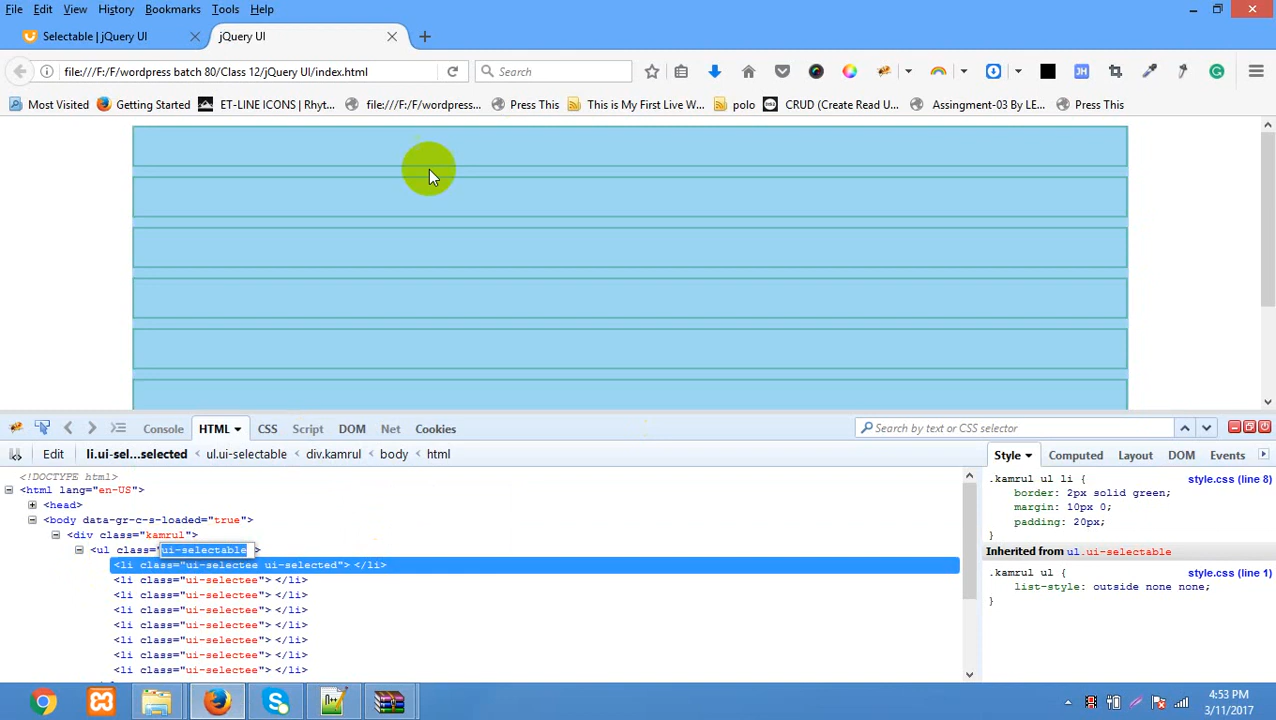 File Edit View History Bookmarks Tools Help
Selectable | jQuery UI
jQuery UI
file:///F:/F/wordpress batch 80/Class 12/jQuery UI/index.html
Search
Most Visited
Getting Started
ET-LINE ICONS | Rhyt...
file:///F:/F/wordpress...
Press This
This is My First Live W...
polo
CRUD (Create Read U...
Assingment-03 By LE...
Press This
Console HTML CSS Script DOM Net Cookies
Search by text or CSS selector
Edit li.ui-sel...selected ul.ui-selectable div.kamrul body html
<!DOCTYPE html>
<html lang="en-US">
<head>
<body data-gr-c-s-loaded="true">
<div class="kamrul">
<ul class="ui-selectable >
<li class="ui-selectee ui-selected"> </li>
<li class="ui-selectee"> </li>
<li class="ui-selectee"> </li>
<li class="ui-selectee"> </li>
<li class="ui-selectee"> </li>
<li class="ui-selectee"> </li>
<li class="ui-selectee"> </li>
<li class="ui-selectee"> </li>
Style Computed Layout DOM Events
.kamrul ul li { style.css (line 8)
border: 2px solid green;
margin: 10px 0;
padding: 20px;
}
Inherited from ul.ui-selectable
.kamrul ul { style.css (line 1)
list-style: outside none none;
}
4:53 PM
3/11/2017